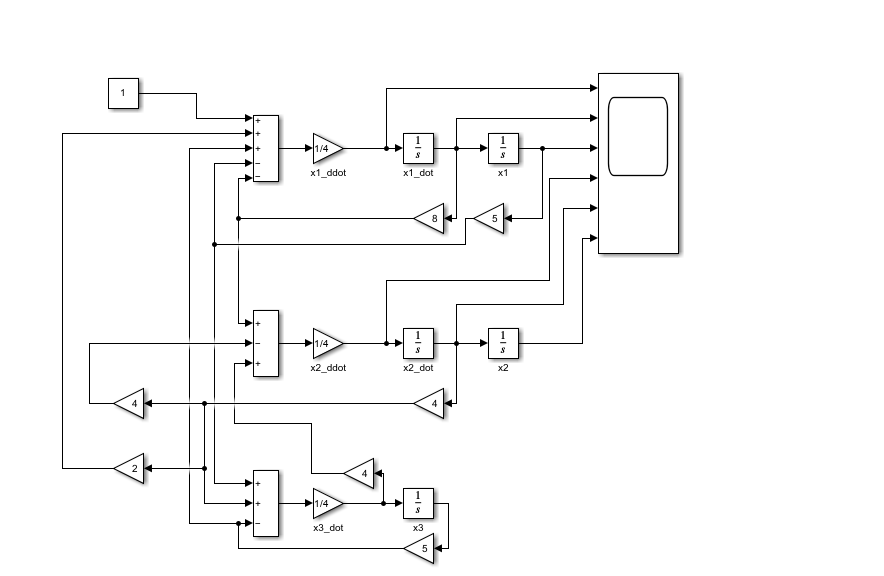 1
+
+
+
−
−
1/4
x1_ddot
1
s
x1_dot
1
s
x1
8
5
+
−
+
1/4
x2_ddot
1
s
x2_dot
1
s
x2
4
4
2
4
+
+
−
1/4
x3_dot
1
s
x3
5